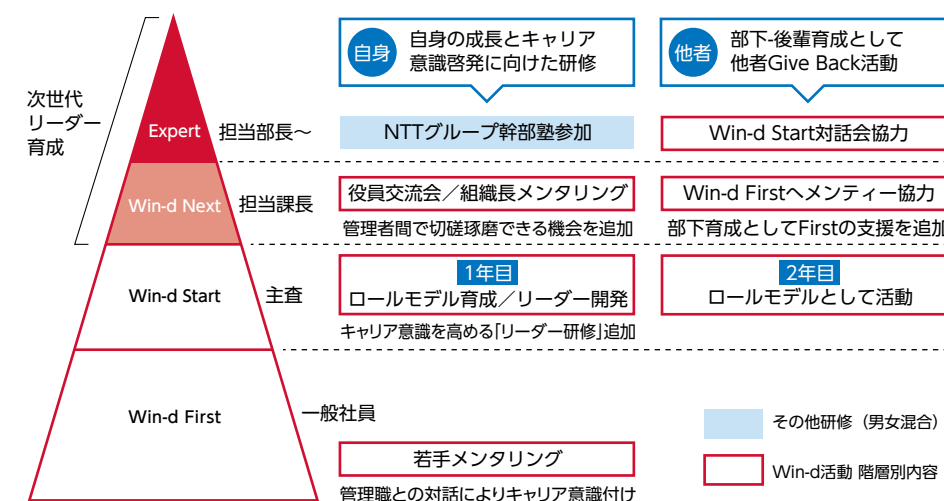 次世代
リーダー
育成
自身
自身の成長とキャリア
意識啓発に向けた研修
他者
部下-後輩育成として
他者Give Back活動
Expert
担当部長～
NTTグループ幹部塾参加
Win-d Start対話会協力
Win-d Next
担当課長
役員交流会／組織長メンタリング
管理者間で切磋琢磨できる機会を追加
Win-d Firstへメンティー協力
部下育成としてFirstの支援を追加
Win-d Start
主査
1年目
ロールモデル育成／リーダー開発
キャリア意識を高める「リーダー研修」追加
2年目
ロールモデルとして活動
Win-d First
一般社員
若手メンタリング
管理職との対話によりキャリア意識付け
その他研修（男女混合）
Win-d活動 階層別内容